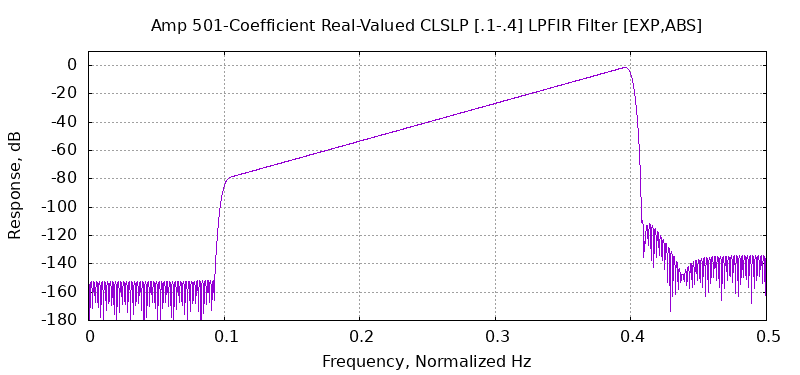 Amp 501-Coefficient Real-Valued CLSLP [.1-.4] LPFIR Filter [EXP,ABS]
0
-20
-40
-60
-80
-100
-120
-140
-160
-180
Response, dB
0 0.1 0.2 0.3 0.4 0.5
Frequency, Normalized Hz